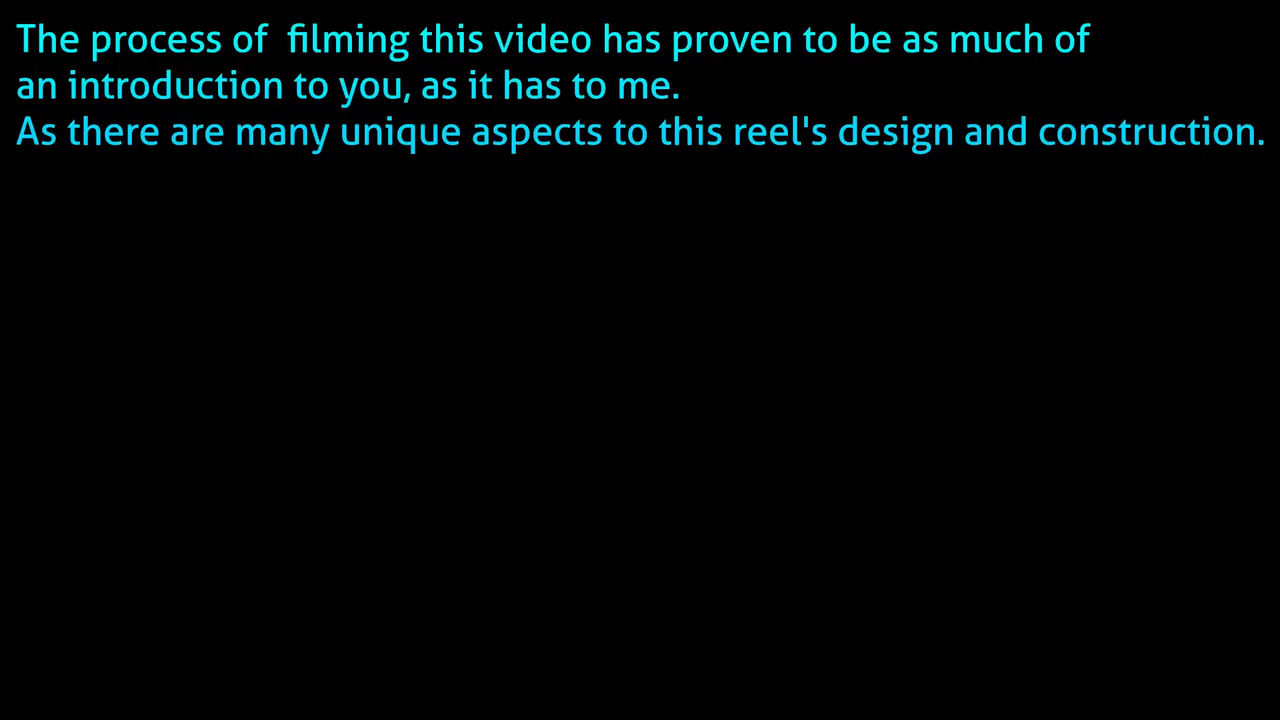 The process of  filming this video has proven to be as much of
an introduction to you, as it has to me.
As there are many unique aspects to this reel's design and construction.